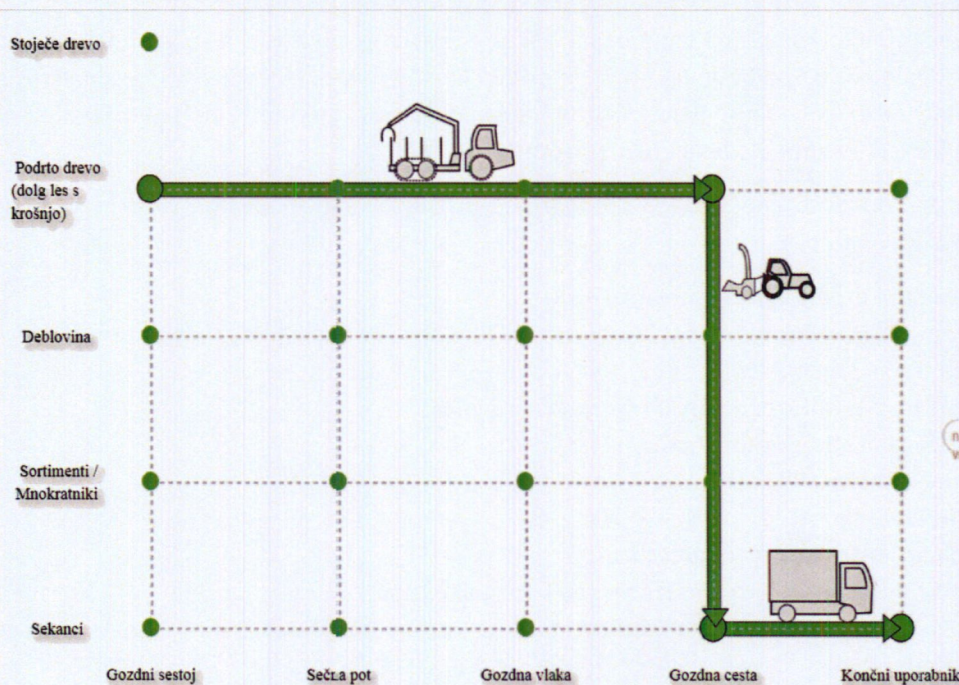 Stoječe drevo
Podrto drevo
(dolg les s
krošnjo)
Deblovina
Sortimenti /
Mnokratniki
Sekanci
Gozdni sestoj
Sečna pot
Gozdna vlaka
Gozdna cesta
Končni uporabnik
n
v